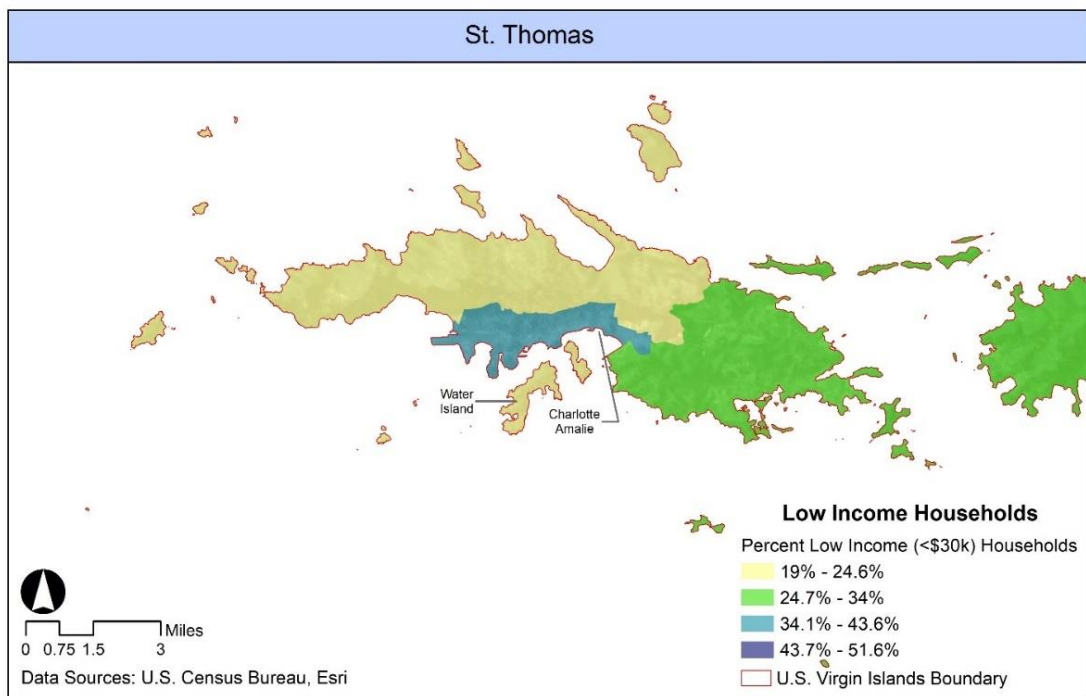 St. Thomas
Water
Island
Charlotte
Amalie
Low Income Households
Percent Low Income (<$30k) Households
19% - 24.6%
24.7% - 34%
34.1% - 43.6%
43.7% - 51.6%
U.S. Virgin Islands Boundary
Miles
0 0.75 1.5 3
Data Sources: U.S. Census Bureau, Esri